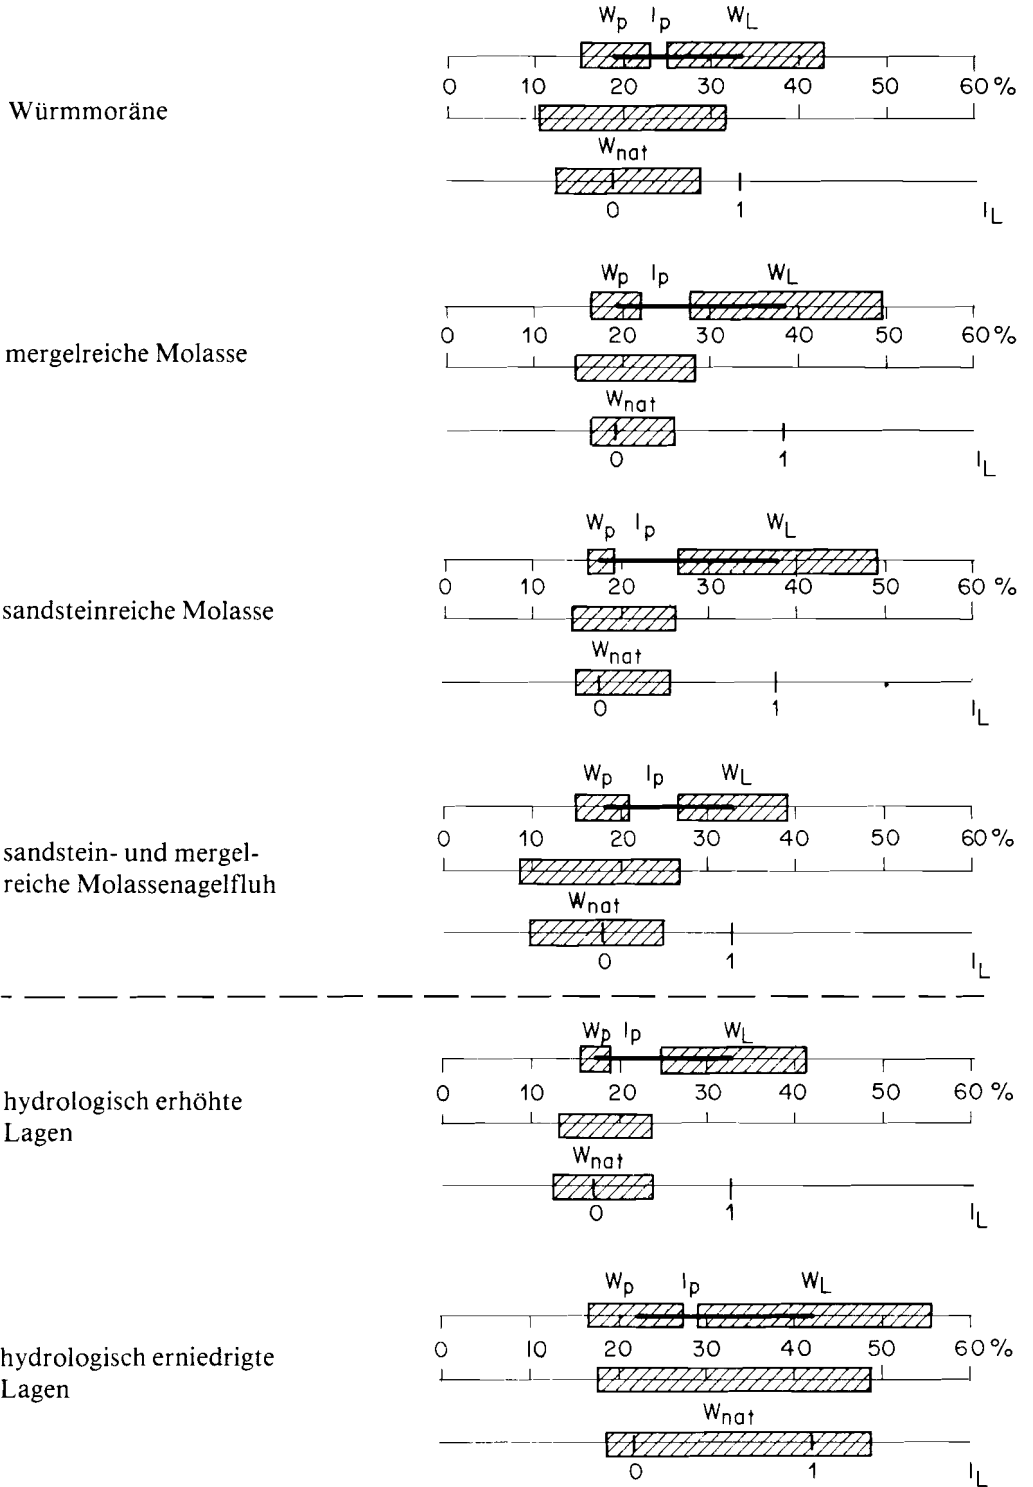 Wp Ip WL
0 10 20 30 40 50 60 %
Würmmoräne
Wnat
0 1 IL
Wp Ip WL
0 10 20 30 40 50 60 %
mergelreiche Molasse
Wnat
0 1 IL
Wp Ip WL
0 10 20 30 40 50 60 %
sandsteinreiche Molasse
Wnat
0 1 IL
Wp Ip WL
0 10 20 30 40 50 60 %
sandstein- und mergel-
reiche Molassenagelfluh
Wnat
0 1 IL
Wp Ip WL
0 10 20 30 40 50 60 %
hydrologisch erhöhte
Lagen
Wnat
0 1 IL
Wp Ip WL
0 10 20 30 40 50 60 %
hydrologisch erniedrigte
Lagen
Wnat
0 1 IL